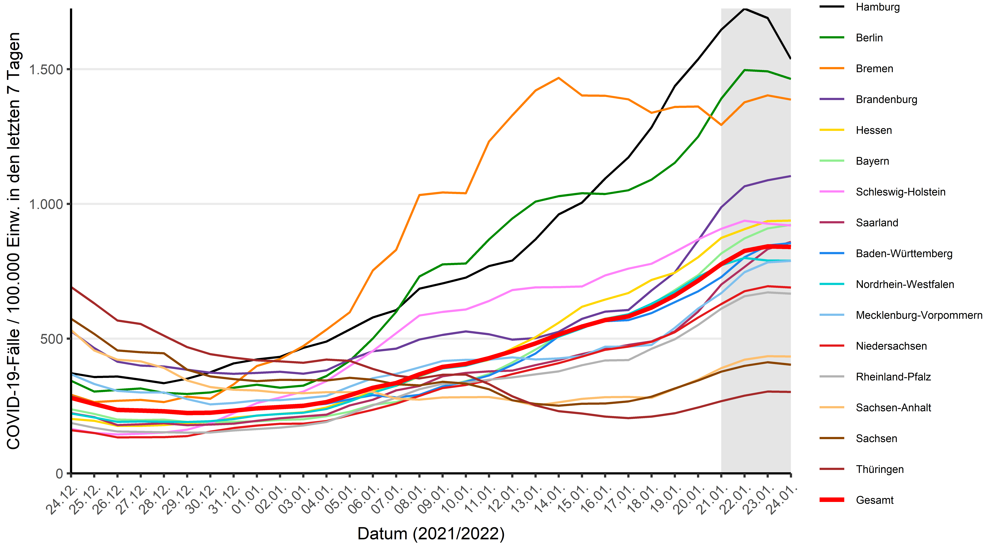 COVID-19-Fälle / 100.000 Einw. in den letzten 7 Tagen
1.500
1.000
500
0
24.12.
25.12.
26.12.
27.12.
28.12.
29.12.
30.12.
31.12.
01.01.
02.01.
03.01.
04.01.
05.01.
06.01.
07.01.
08.01.
09.01.
10.01.
11.01.
12.01.
13.01.
14.01.
15.01.
16.01.
17.01.
18.01.
19.01.
20.01.
21.01.
22.01.
23.01.
24.01.
Datum (2021/2022)
Hamburg
Berlin
Bremen
Brandenburg
Hessen
Bayern
Schleswig-Holstein
Saarland
Baden-Württemberg
Nordrhein-Westfalen
Mecklenburg-Vorpommern
Niedersachsen
Rheinland-Pfalz
Sachsen-Anhalt
Sachsen
Thüringen
Gesamt